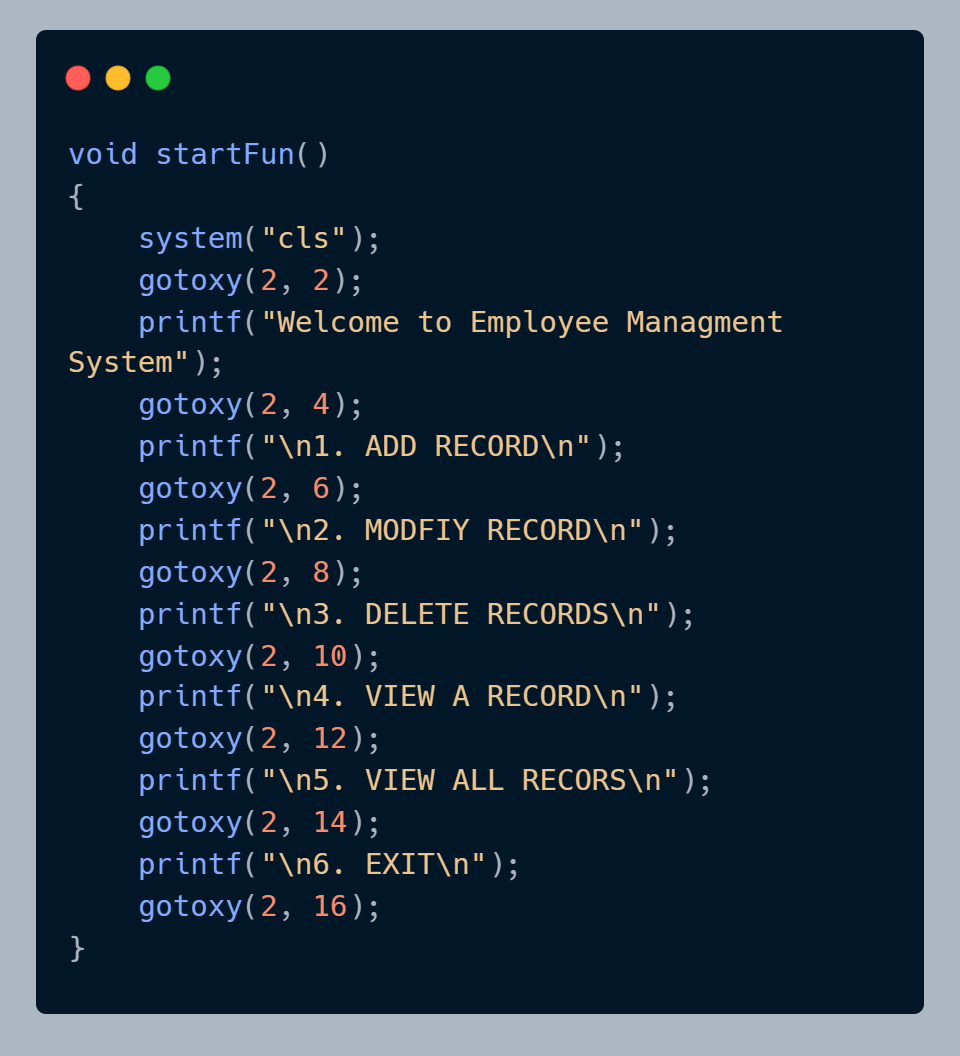 void startFun()
{
    system("cls");
    gotoxy(2, 2);
    printf("Welcome to Employee Managment
System");
    gotoxy(2, 4);
    printf("\n1. ADD RECORD\n");
    gotoxy(2, 6);
    printf("\n2. MODFIY RECORD\n");
    gotoxy(2, 8);
    printf("\n3. DELETE RECORDS\n");
    gotoxy(2, 10);
    printf("\n4. VIEW A RECORD\n");
    gotoxy(2, 12);
    printf("\n5. VIEW ALL RECORS\n");
    gotoxy(2, 14);
    printf("\n6. EXIT\n");
    gotoxy(2, 16);
}